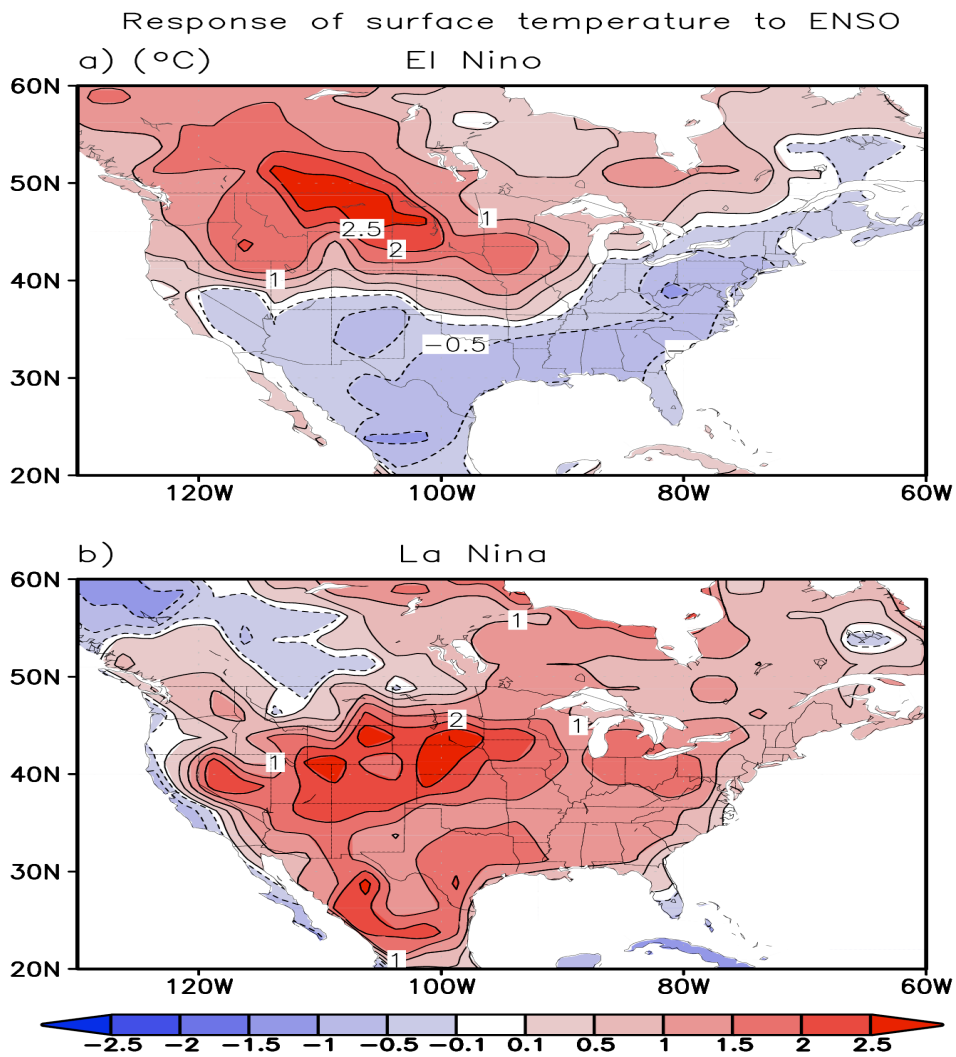 Response of surface temperature to ENSO
a) (°C) El Nino
60N
50N
40N
30N
20N
1
2.5
2
1
−0.5
120W 100W 80W 60W
b) La Nina
60N
50N
40N
30N
20N
1
2
1
1
1
120W 100W 80W 60W
−2.5 −2 −1.5 −1 −0.5 −0.1 0.1 0.5 1 1.5 2 2.5